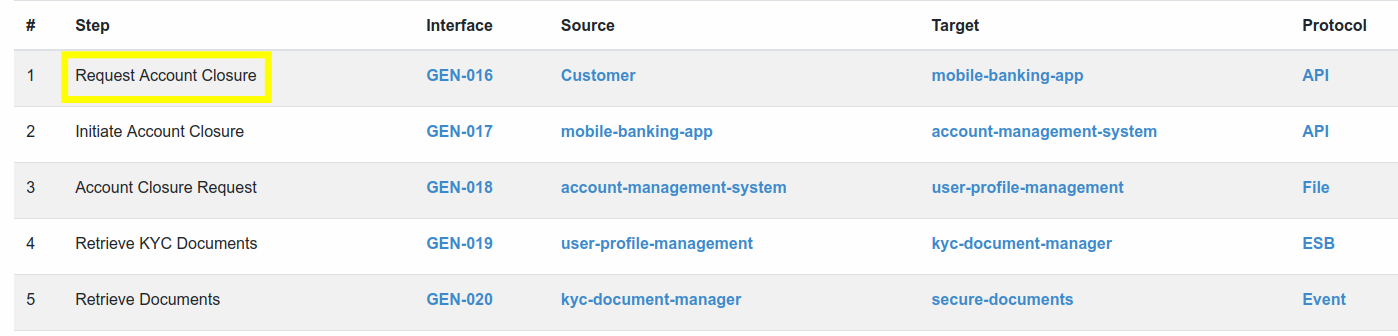 # Step Interface Source Target Protocol
1 Request Account Closure GEN-016 Customer mobile-banking-app API
2 Initiate Account Closure GEN-017 mobile-banking-app account-management-system API
3 Account Closure Request GEN-018 account-management-system user-profile-management File
4 Retrieve KYC Documents GEN-019 user-profile-management kyc-document-manager ESB
5 Retrieve Documents GEN-020 kyc-document-manager secure-documents Event